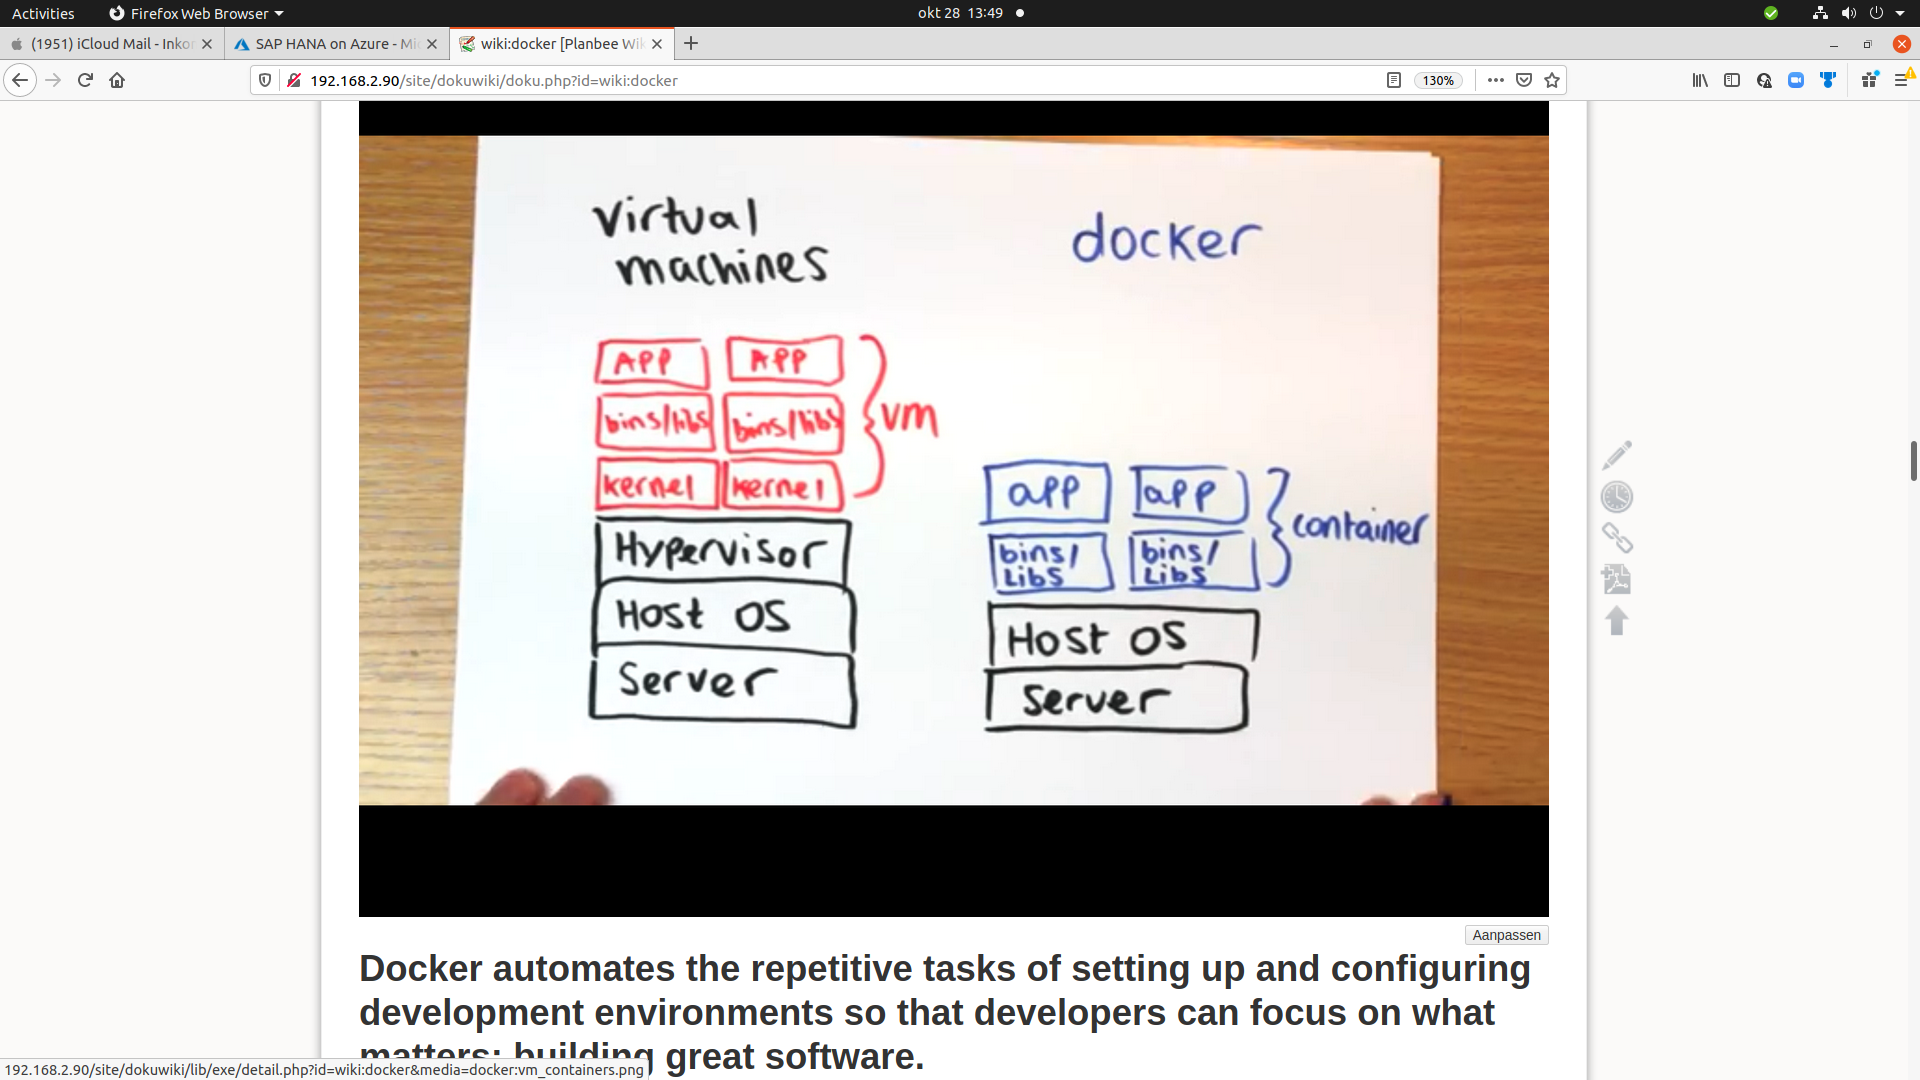 Activities
Firefox Web Browser
okt 28 13:49
(1951) iCloud Mail - Inkor
SAP HANA on Azure - Mi
wiki:docker [Planbee Wi
192.168.2.90/site/dokuwiki/doku.php?id=wiki:docker
130%
virtual
machines
docker
APP APP
bins/libs bins/libs
kernel kernel
VM
Hypervisor
Host OS
Server
app app
bins/ bins/
Libs Libs
container
Host OS
Server
Aanpassen
Docker automates the repetitive tasks of setting up and configuring
development environments so that developers can focus on what
matters: building great software.
192.168.2.90/site/dokuwiki/lib/exe/detail.php?id=wiki:docker&media=docker:vm_containers.png